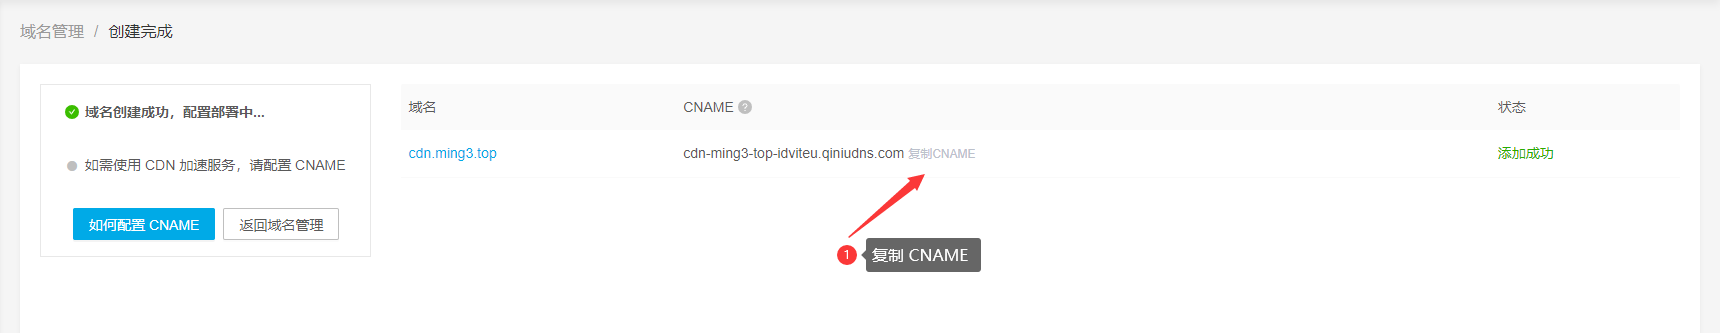 域名管理 / 创建完成
域名创建成功，配置部署中...
如需使用 CDN 加速服务，请配置 CNAME
如何配置 CNAME 返回域名管理
域名 CNAME ? 状态
cdn.ming3.top cdn-ming3-top-idviteu.qiniudns.com 复制CNAME 添加成功
1 复制 CNAME